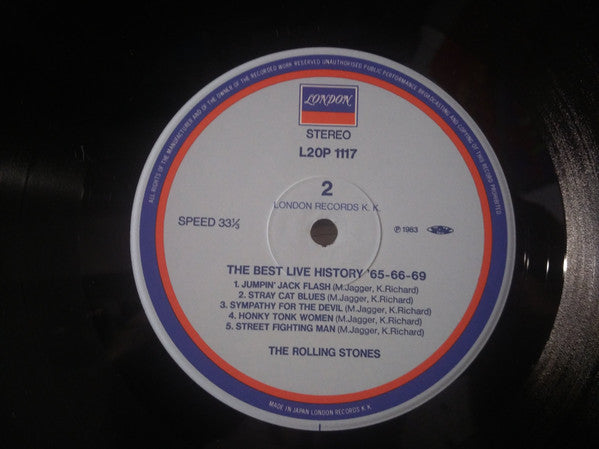 ALL RIGHTS OF THE MANUFACTURER AND OF THE OWNER OF THE RECORDED WORK RESERVED UNAUTHORISED PUBLIC PERFORMANCE BROADCASTING AND COPYING OF THIS RECORD PROHIBITED
LONDON
STEREO
L20P 1117
2
LONDON RECORDS K. K.
SPEED 33⅓
℗ 1983
THE BEST LIVE HISTORY '65-66-69
1. JUMPIN' JACK FLASH (M.Jagger, K.Richard)
2. STRAY CAT BLUES (M.Jagger, K.Richard)
3. SYMPATHY FOR THE DEVIL (M.Jagger, K.Richard)
4. HONKY TONK WOMEN (M.Jagger, K.Richard)
5. STREET FIGHTING MAN (M.Jagger, K.Richard)
THE ROLLING STONES
MADE IN JAPAN LONDON RECORDS K. K.